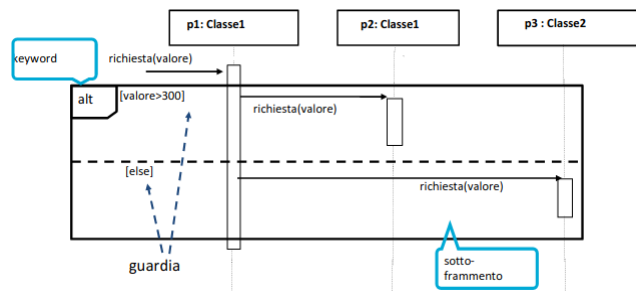 p1: Classe1
p2: Classe1
p3 : Classe2
keyword
richiesta(valore)
alt
[valore>300]
richiesta(valore)
[else]
richiesta(valore)
guardia
sotto-
frammento